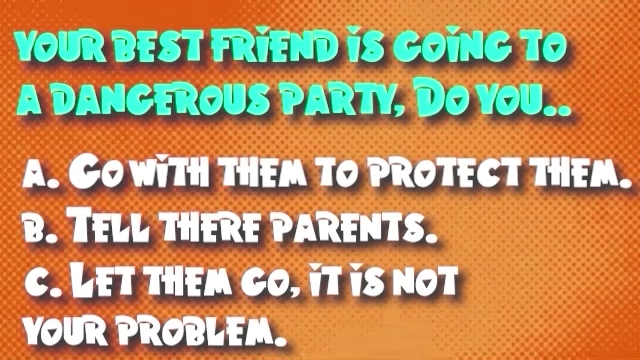 Your best friend is going to
a dangerous party, Do you..
A. Go with them to protect them.
B. Tell there parents.
C. Let them go, it is not
your problem.